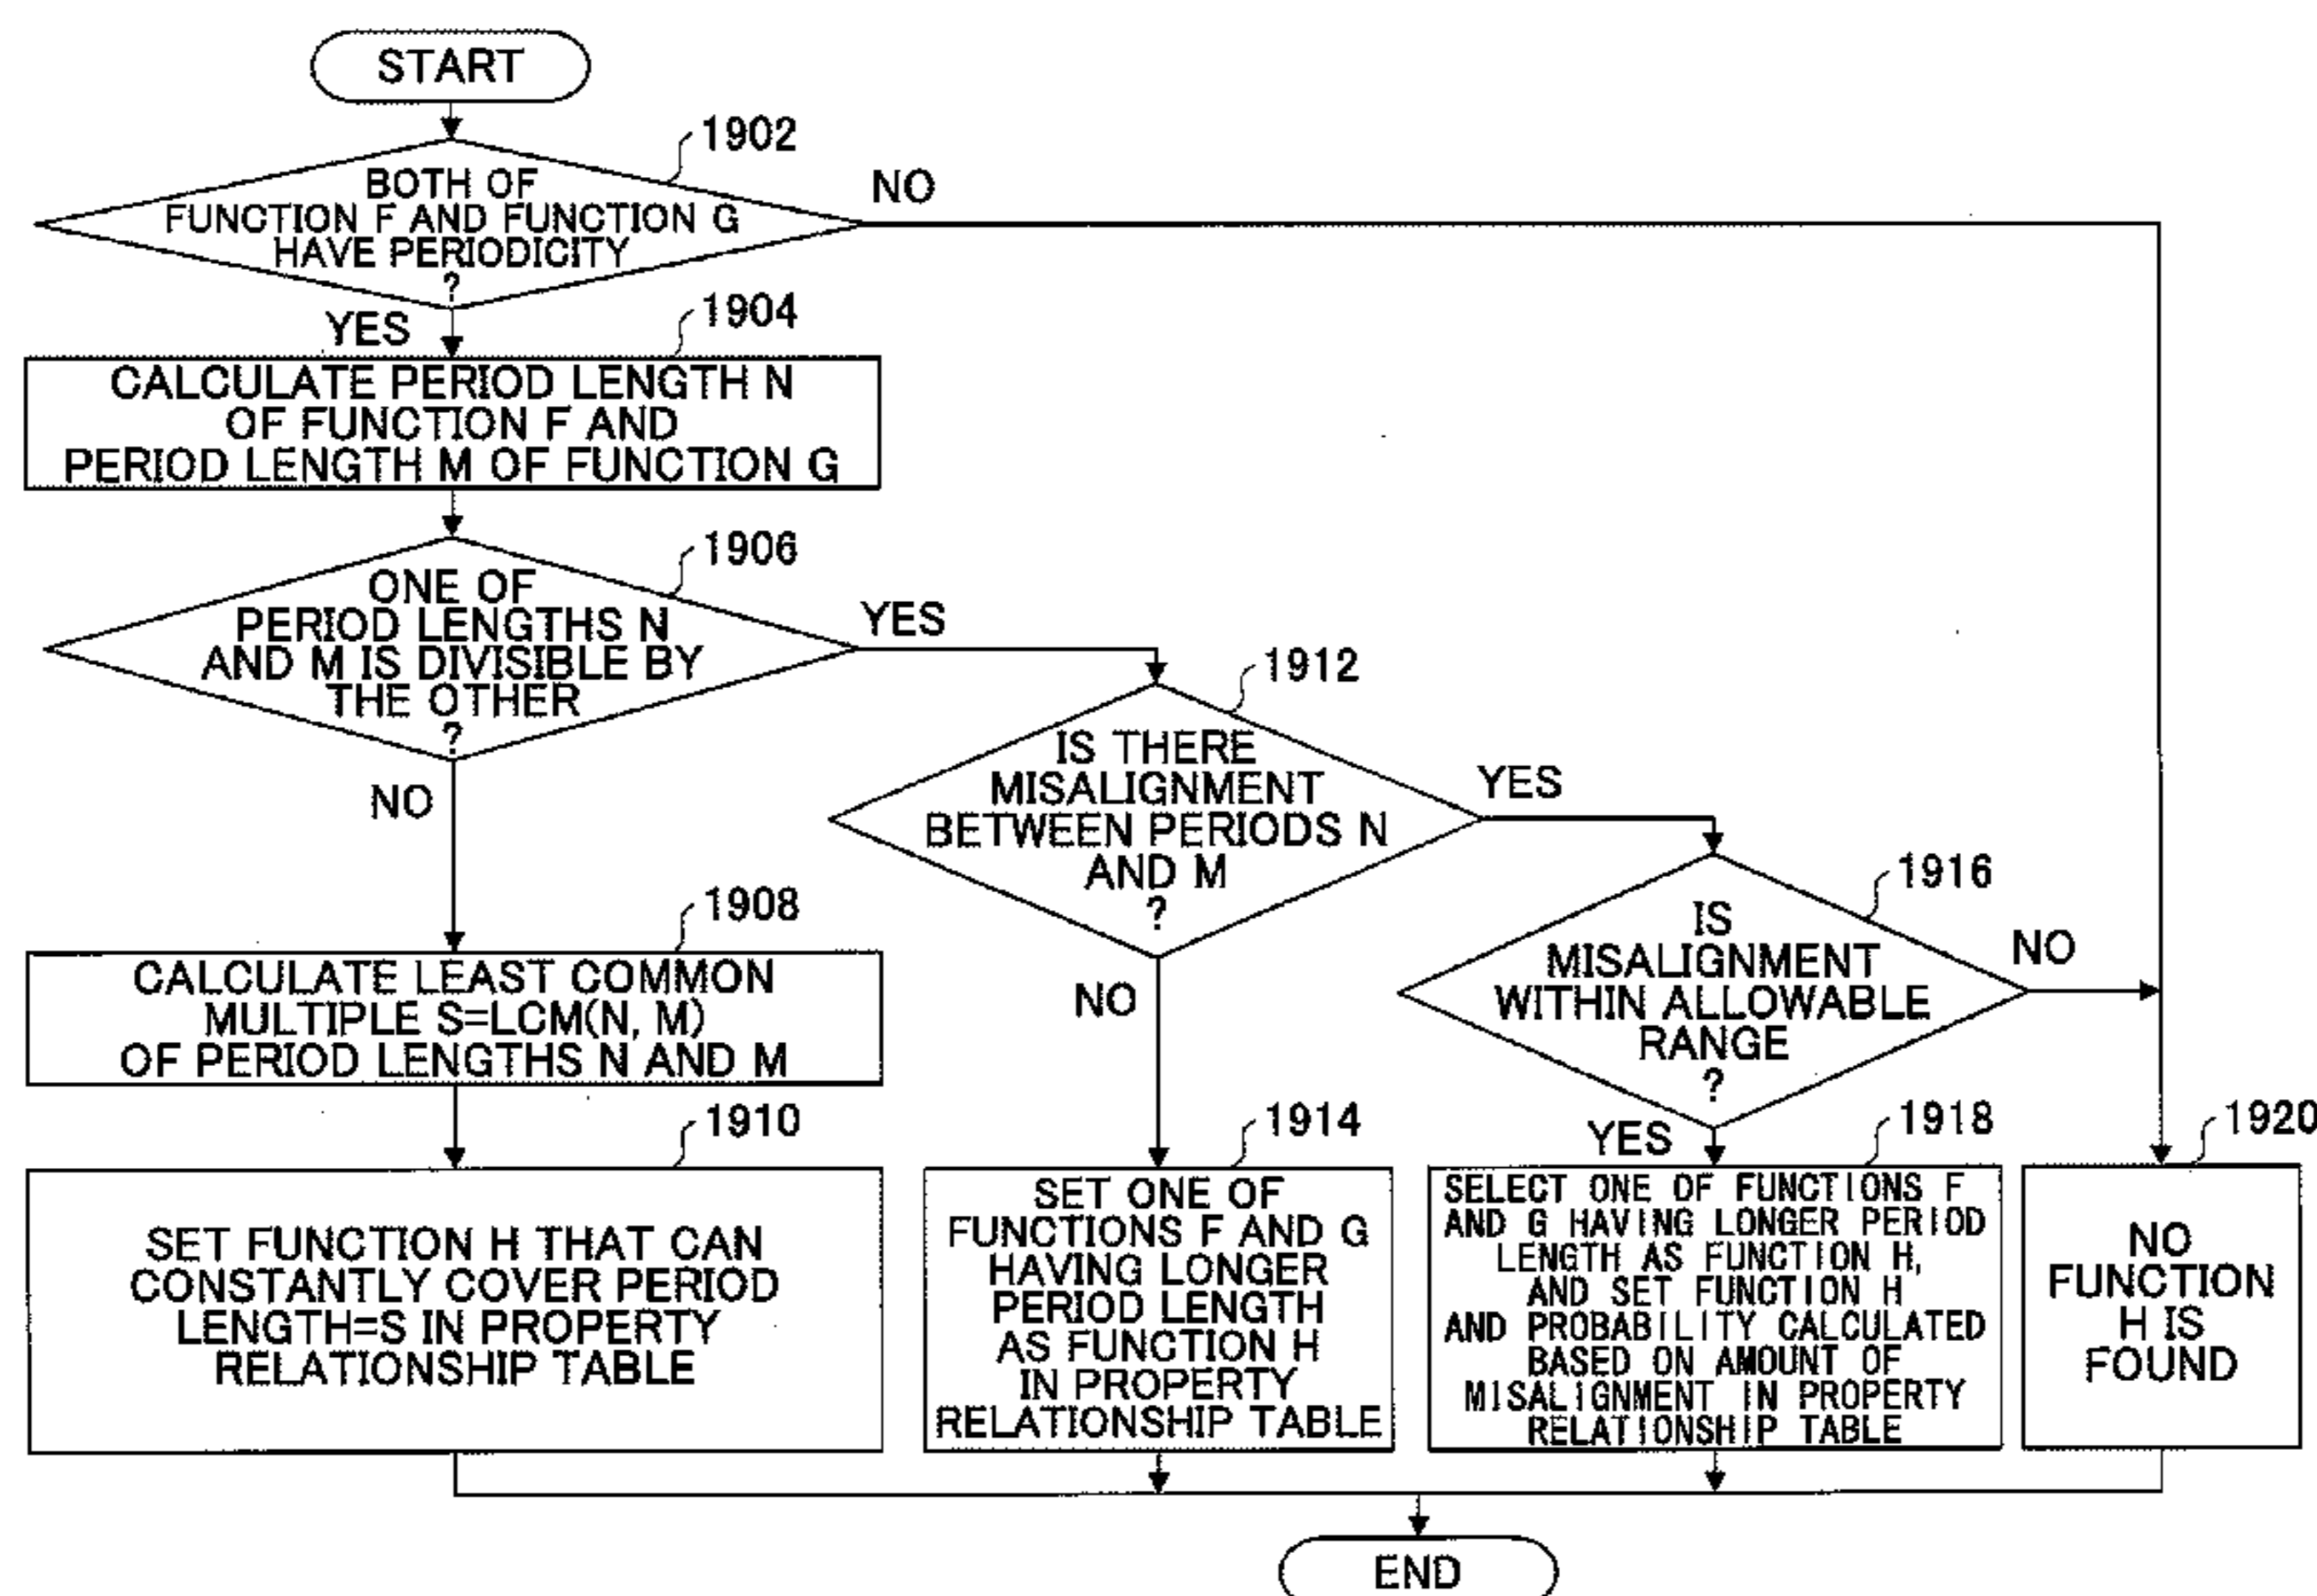 START
1902
BOTH OF
FUNCTION F AND FUNCTION G
HAVE PERIODICITY
?
NO
YES
1904
CALCULATE PERIOD LENGTH N
OF FUNCTION F AND
PERIOD LENGTH M OF FUNCTION G
1906
ONE OF
PERIOD LENGTHS N
AND M IS DIVISIBLE BY
THE OTHER
?
YES
NO
1912
IS THERE
MISALIGNMENT
BETWEEN PERIODS N
AND M
?
YES
NO
1916
IS
MISALIGNMENT
WITHIN ALLOWABLE
RANGE
?
NO
YES
1908
CALCULATE LEAST COMMON
MULTIPLE S=LCM(N, M)
OF PERIOD LENGTHS N AND M
1910
SET FUNCTION H THAT CAN
CONSTANTLY COVER PERIOD
LENGTH=S IN PROPERTY
RELATIONSHIP TABLE
1914
SET ONE OF
FUNCTIONS F AND G
HAVING LONGER
PERIOD LENGTH
AS FUNCTION H
IN PROPERTY
RELATIONSHIP TABLE
1918
SELECT ONE OF FUNCTIONS F
AND G HAVING LONGER PERIOD
LENGTH AS FUNCTION H,
AND SET FUNCTION H
AND PROBABILITY CALCULATED
BASED ON AMOUNT OF
MISALIGNMENT IN PROPERTY
RELATIONSHIP TABLE
1920
NO
FUNCTION
H IS
FOUND
END